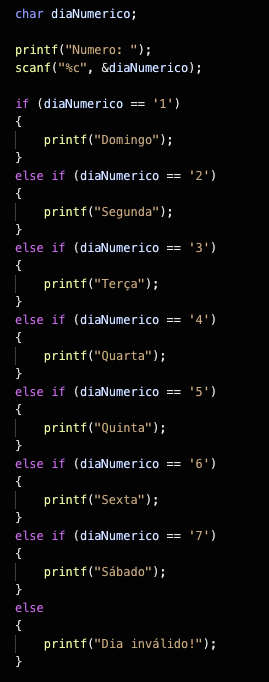 char diaNumerico;
printf("Numero: ");
scanf("%c", &diaNumerico);
if (diaNumerico == '1')
{
printf("Domingo");
}
else if (diaNumerico == '2')
{
printf("Segunda");
}
else if (diaNumerico == '3')
{
printf("Terça");
}
else if (diaNumerico == '4')
{
printf("Quarta");
}
else if (diaNumerico == '5')
{
printf("Quinta");
}
else if (diaNumerico == '6')
{
printf("Sexta");
}
else if (diaNumerico == '7')
{
printf("Sábado");
}
else
{
printf("Dia inválido!");
}